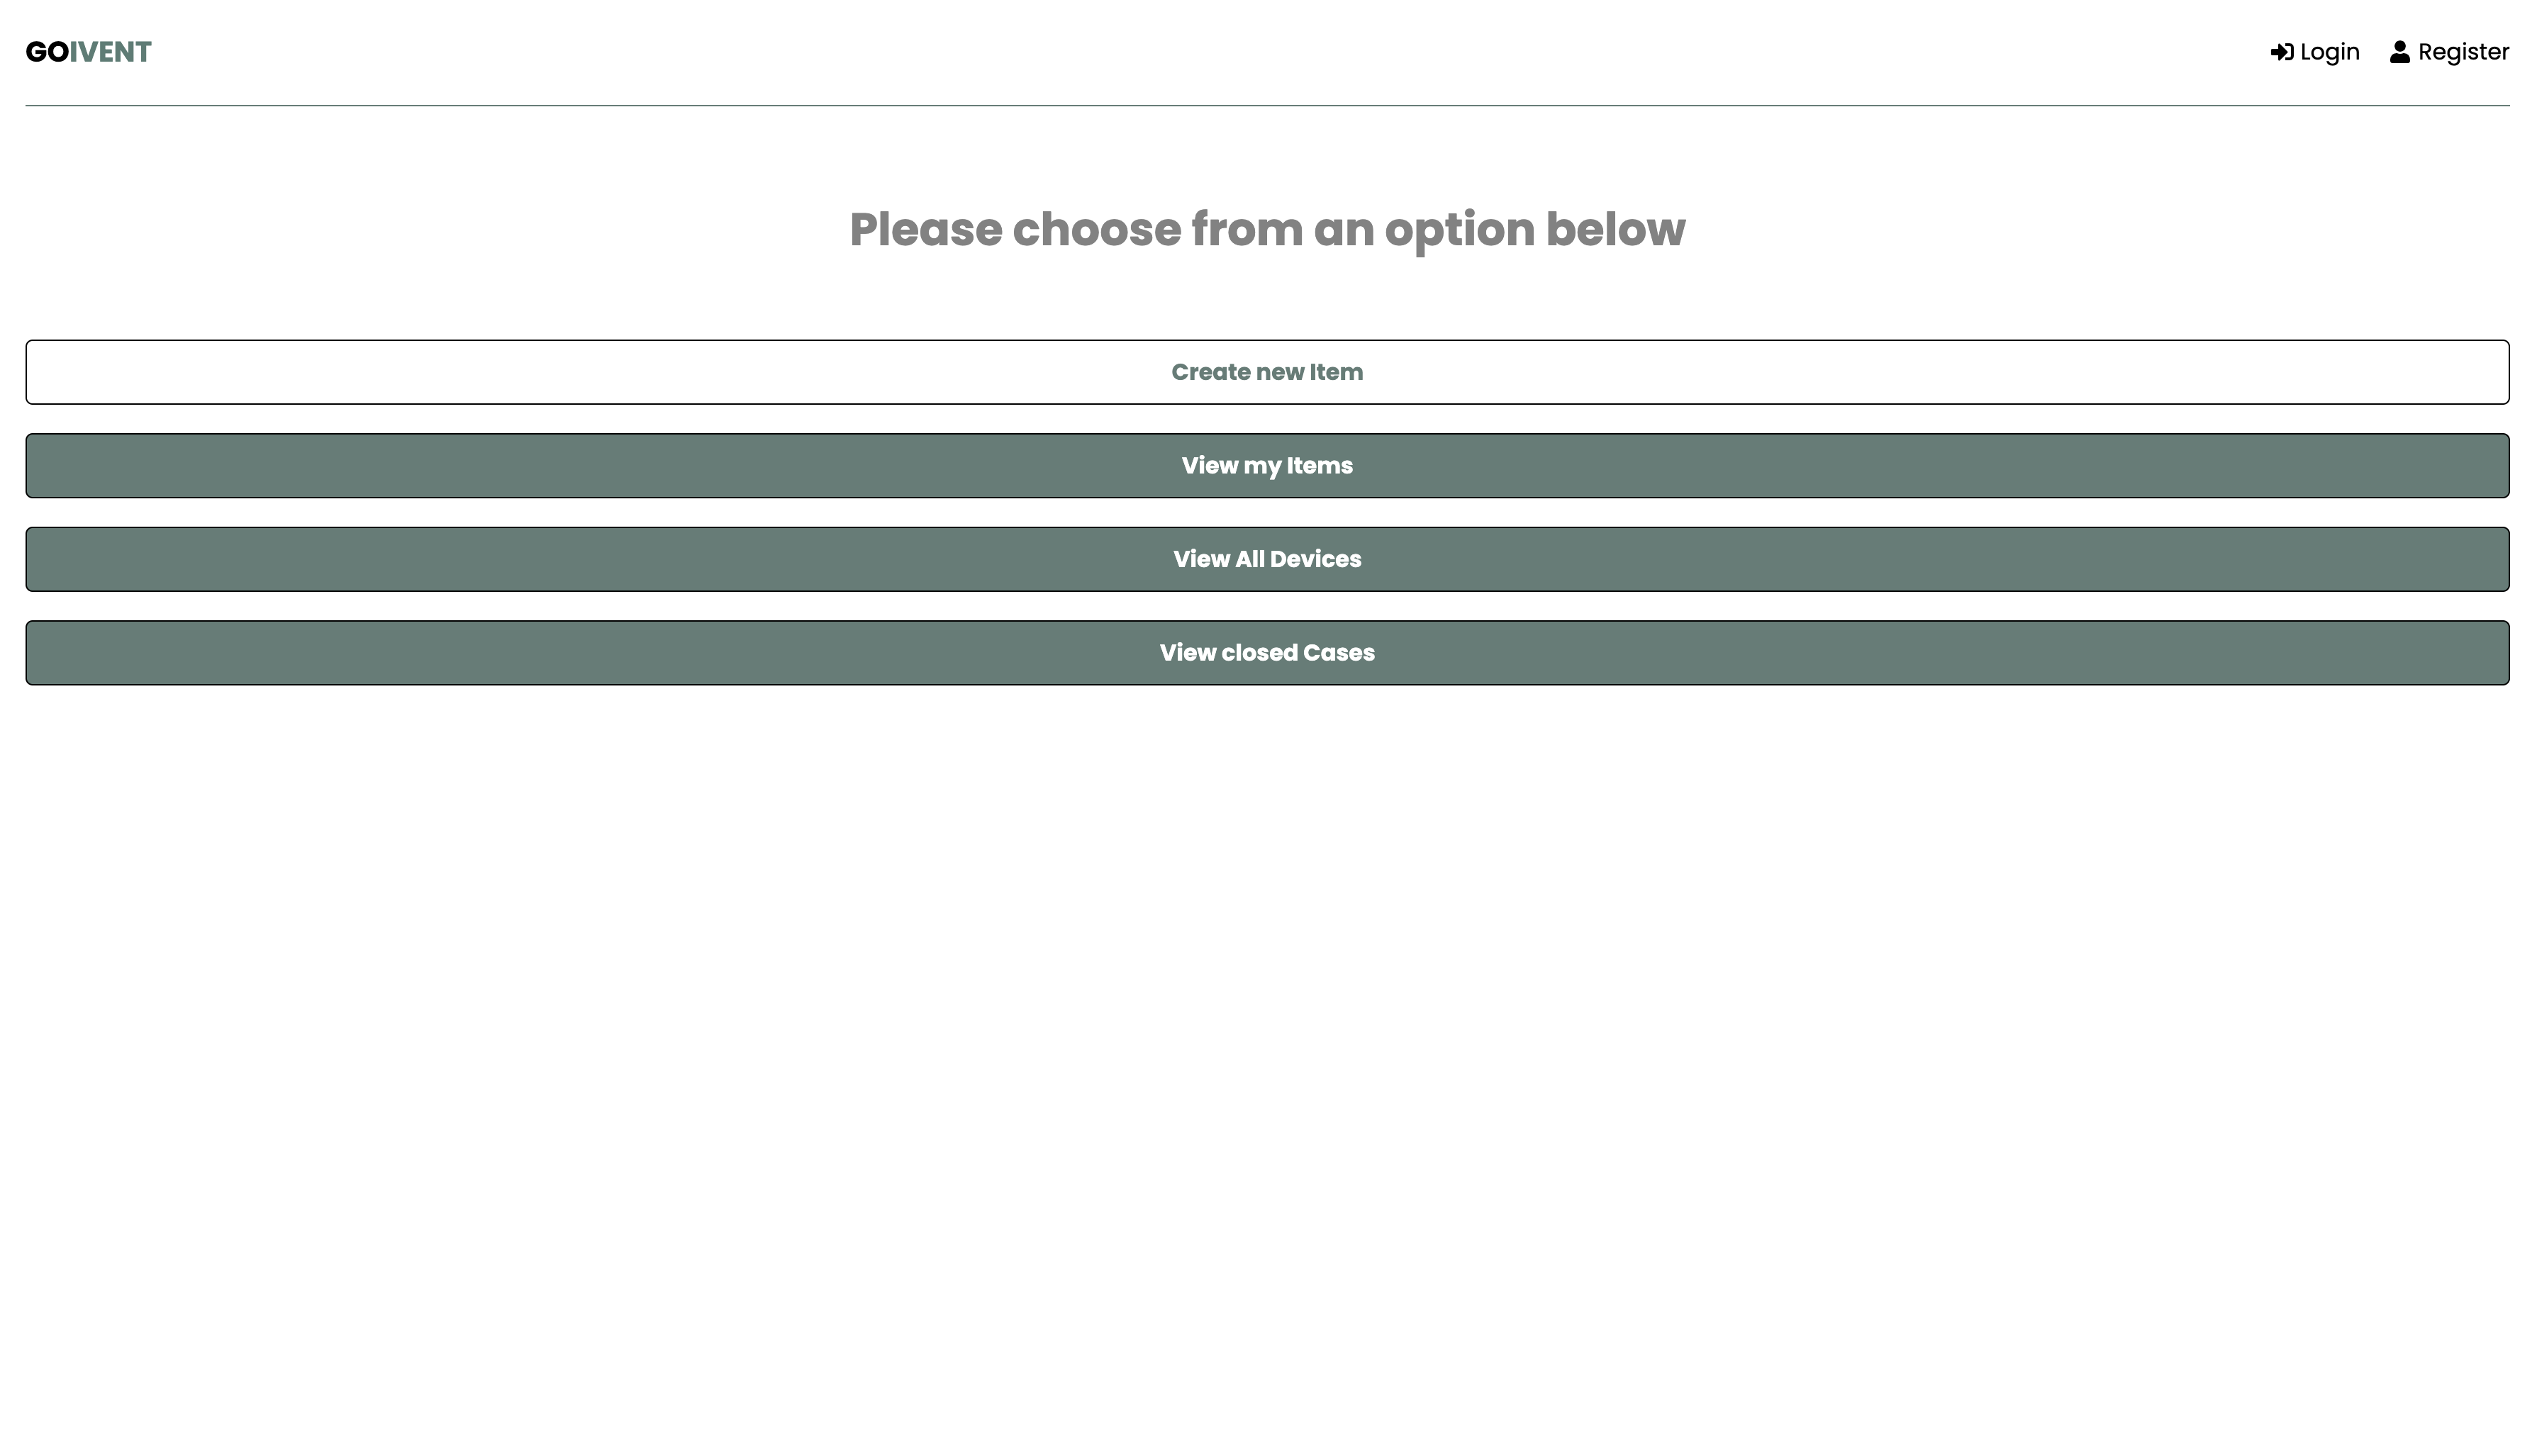 GOIVENT
Login
Register
Please choose from an option below
Create new Item
View my Items
View All Devices
View closed Cases